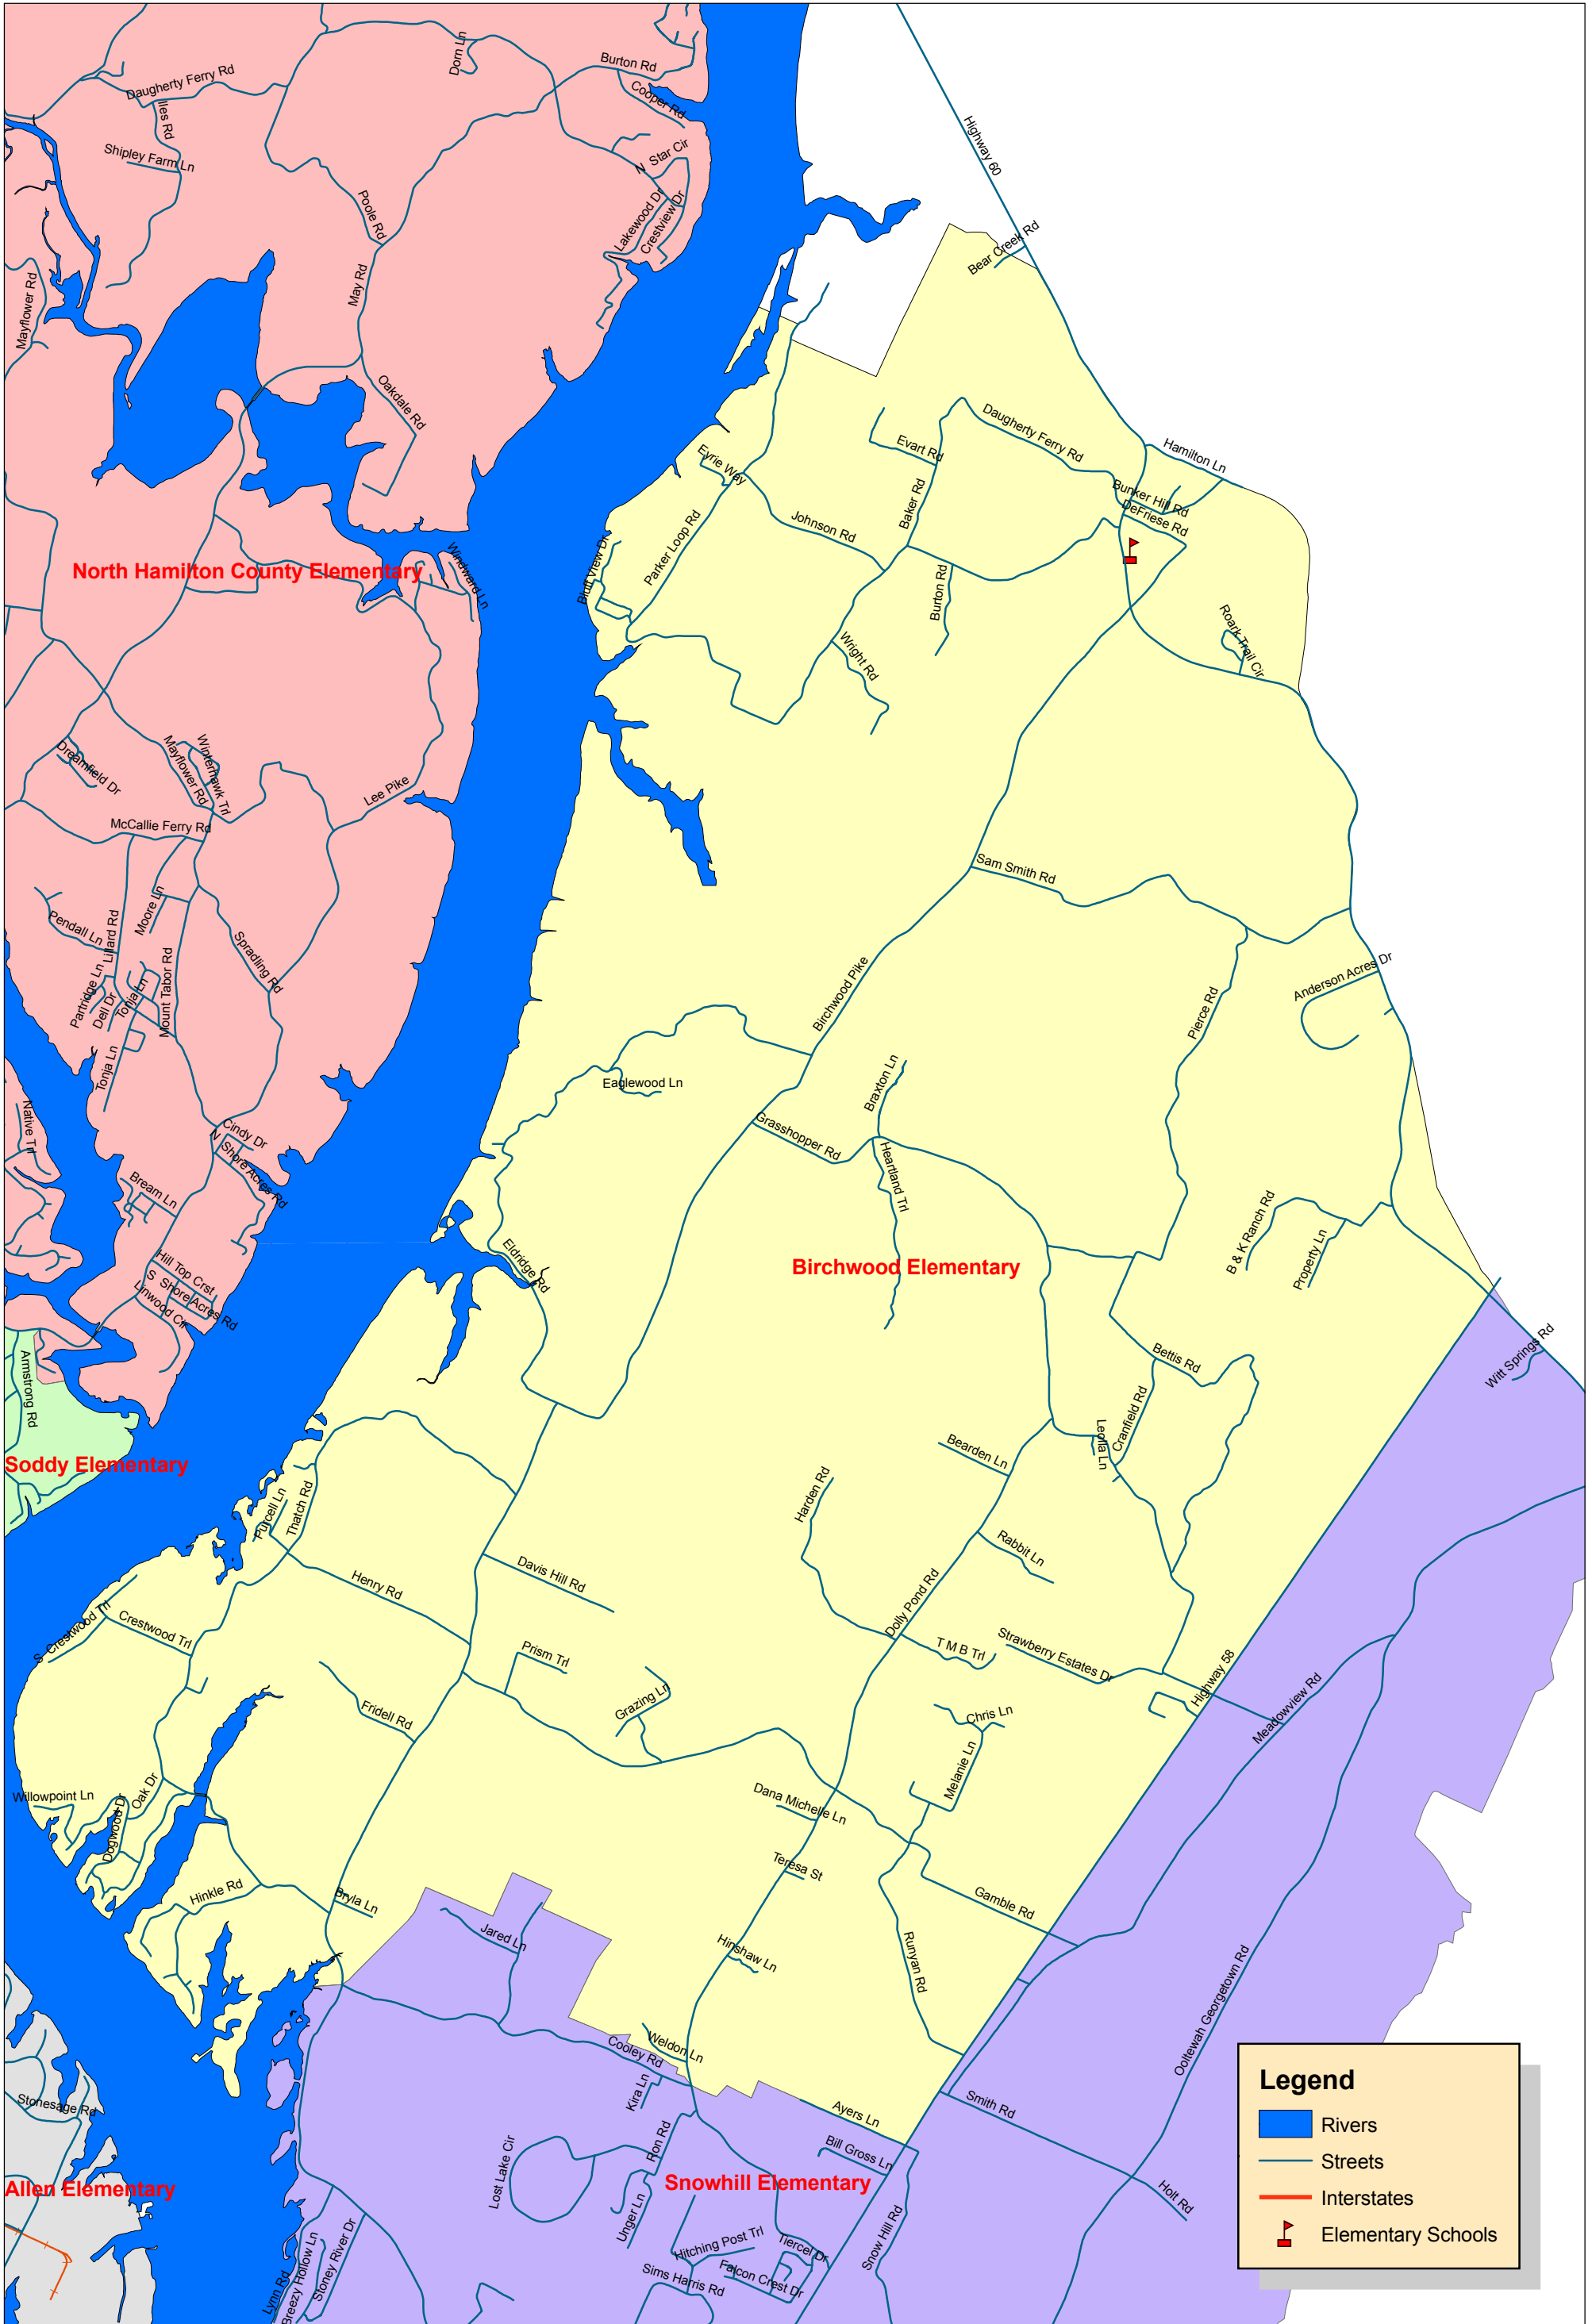 Dorn Ln
Burton Rd
Daugherty Ferry Rd
Cooper Rd
Iles Rd
Highway 60
Shipley Farm Ln
N Star Cir
Poole Rd
Lakewood Dr
Crestview Dr
Bear Creek Rd
May Rd
Mayflower Rd
Oakdale Rd
Daugherty Ferry Rd
Evart Rd
Hamilton Ln
Evrie Way
Bunker Hill Rd
Baker Rd
DeFriese Rd
Johnson Rd
Parker Loop Rd
North Hamilton County Elementary
Windward Ln
Bluff View Dr
Burton Rd
Roark Trail Cir
Wright Rd
Dreamfield Dr
Mayflower Rd
Winterhawk Trl
Lee Pike
McCallie Ferry Rd
Sam Smith Rd
Moore Ln
Pendall Ln
Lillard Rd
Spradling Rd
Birchwood Pike
Anderson Acres Dr
Partridge Ln
Dell Dr
Tonja Ln
Mount Tabor Rd
Pierce Rd
Tonja Ln
Eaglewood Ln
Braxton Ln
Native Trl
Cindy Dr
N Shore Acres Rd
Grasshopper Rd
Heartland Trl
Bream Ln
B & K Ranch Rd
Property Ln
Eldridge Rd
Birchwood Elementary
Hill Top Crst
S Shore Acres Rd
Linwood Cir
Witt Springs Rd
Armstrong Rd
Bettis Rd
Cranfield Rd
Leolla Ln
Bearden Ln
Soddy Elementary
Harden Rd
Purcell Ln
Thatch Rd
Rabbit Ln
Davis Hill Rd
Henry Rd
Dolly Pond Rd
S Crestwood Trl
Crestwood Trl
Prism Trl
T M B Trl
Strawberry Estates Dr
Highway 58
Meadowview Rd
Grazing Ln
Fridell Rd
Chris Ln
Melanie Ln
Willowpoint Ln
Oak Dr
Dogwood Dr
Dana Michelle Ln
Teresa St
Hinkle Rd
Bryla Ln
Gamble Rd
Jared Ln
Hinshaw Ln
Runyan Rd
Ooltewah Georgetown Rd
Weldon Ln
Cooley Rd
Kira Ln
Stonesage Rd
Ayers Ln
Smith Rd
Ron Rd
Bill Gross Ln
Lost Lake Cir
Allen Elementary
Snowhill Elementary
Holt Rd
Unger Ln
Snow Hill Rd
Hitching Post Trl
Tiercel Dr
Sims Harris Rd
Falcon Crest Dr
Lynn Rd
Breezy Hollow Ln
Stoney River Dr
Legend
Rivers
Streets
Interstates
Elementary Schools